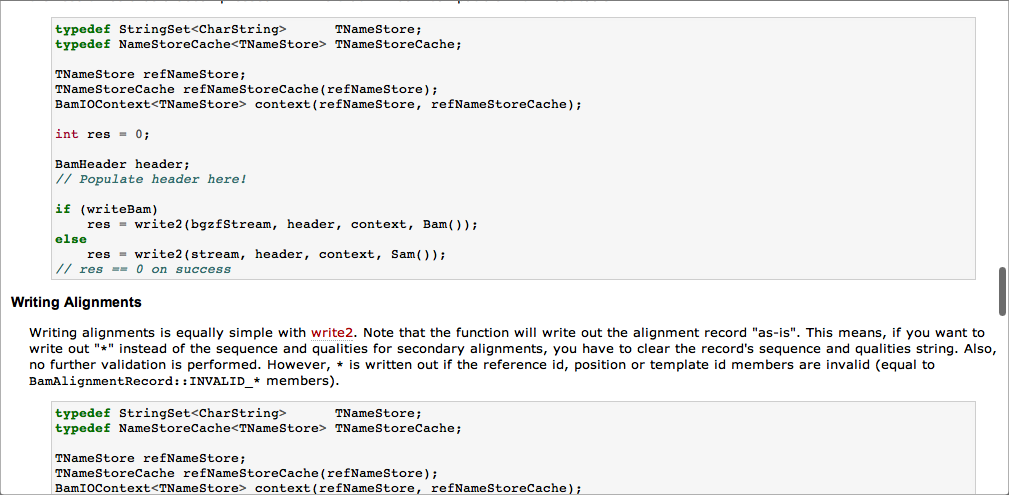 typedef StringSet<CharString>      TNameStore;
typedef NameStoreCache<TNameStore> TNameStoreCache;
TNameStore refNameStore;
TNameStoreCache refNameStoreCache(refNameStore);
BamIOContext<TNameStore> context(refNameStore, refNameStoreCache);
int res = 0;
BamHeader header;
// Populate header here!
if (writeBam)
    res = write2(bgzfStream, header, context, Bam());
else
    res = write2(stream, header, context, Sam());
// res == 0 on success
Writing Alignments
Writing alignments is equally simple with write2. Note that the function will write out the alignment record "as-is". This means, if you want to
write out "*" instead of the sequence and qualities for secondary alignments, you have to clear the record's sequence and qualities string. Also,
no further validation is performed. However, * is written out if the reference id, position or template id members are invalid (equal to
BamAlignmentRecord::INVALID_* members).
typedef StringSet<CharString>      TNameStore;
typedef NameStoreCache<TNameStore> TNameStoreCache;
TNameStore refNameStore;
TNameStoreCache refNameStoreCache(refNameStore);
BamIOContext<TNameStore> context(refNameStore, refNameStoreCache);